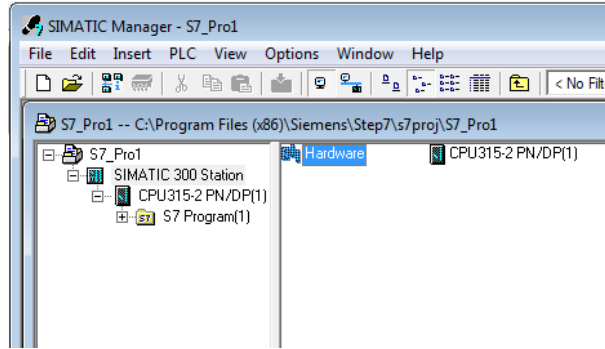 SIMATIC Manager - S7_Pro1
File Edit Insert PLC View Options Window Help
< No Filt
S7_Pro1 -- C:\Program Files (x86)\Siemens\Step7\s7proj\S7_Pro1
S7_Pro1
SIMATIC 300 Station
CPU315-2 PN/DP(1)
S7 Program(1)
Hardware CPU315-2 PN/DP(1)